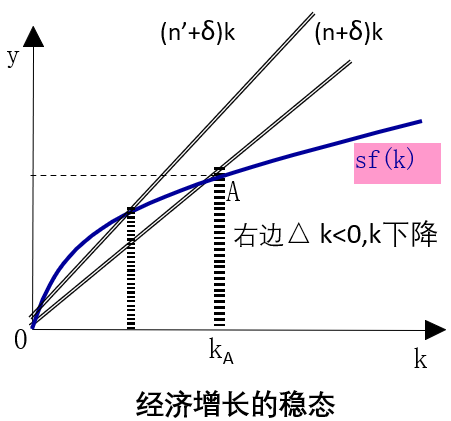 (n’+δ)k
(n+δ)k
y
sf(k)
A
右边△ k<0,k下降
0
kA
k
经济增长的稳态